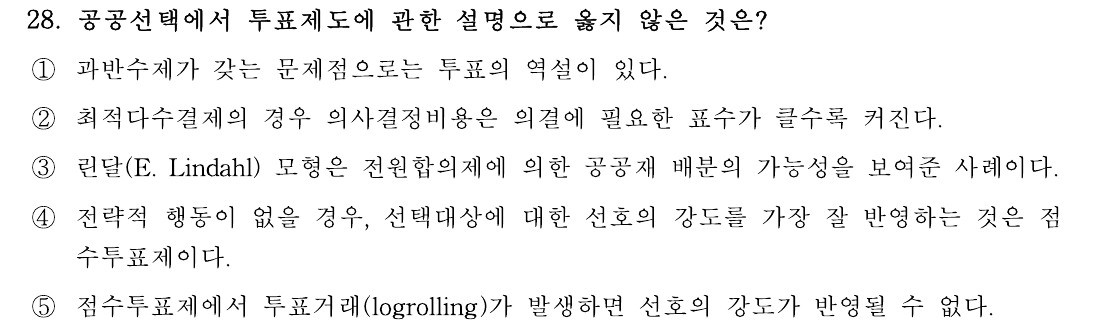 28. 공공선택에서 투표제도에 관한 설명으로 옳지 않은 것은?
① 과반수제가 갖는 문제점으로는 투표의 역설이 있다.
② 최적다수결제의 경우 의사결정비용은 의결에 필요한 표수가 클수록 커진다.
③ 린달(E. Lindahl) 모형은 전원합의제에 의한 공공재 배분의 가능성을 보여준 사례이다.
④ 전략적 행동이 없을 경우, 선택대상에 대한 선호의 강도를 가장 잘 반영하는 것은 점
수투표제이다.
⑤ 점수투표제에서 투표거래(logrolling)가 발생하면 선호의 강도가 반영될 수 없다.